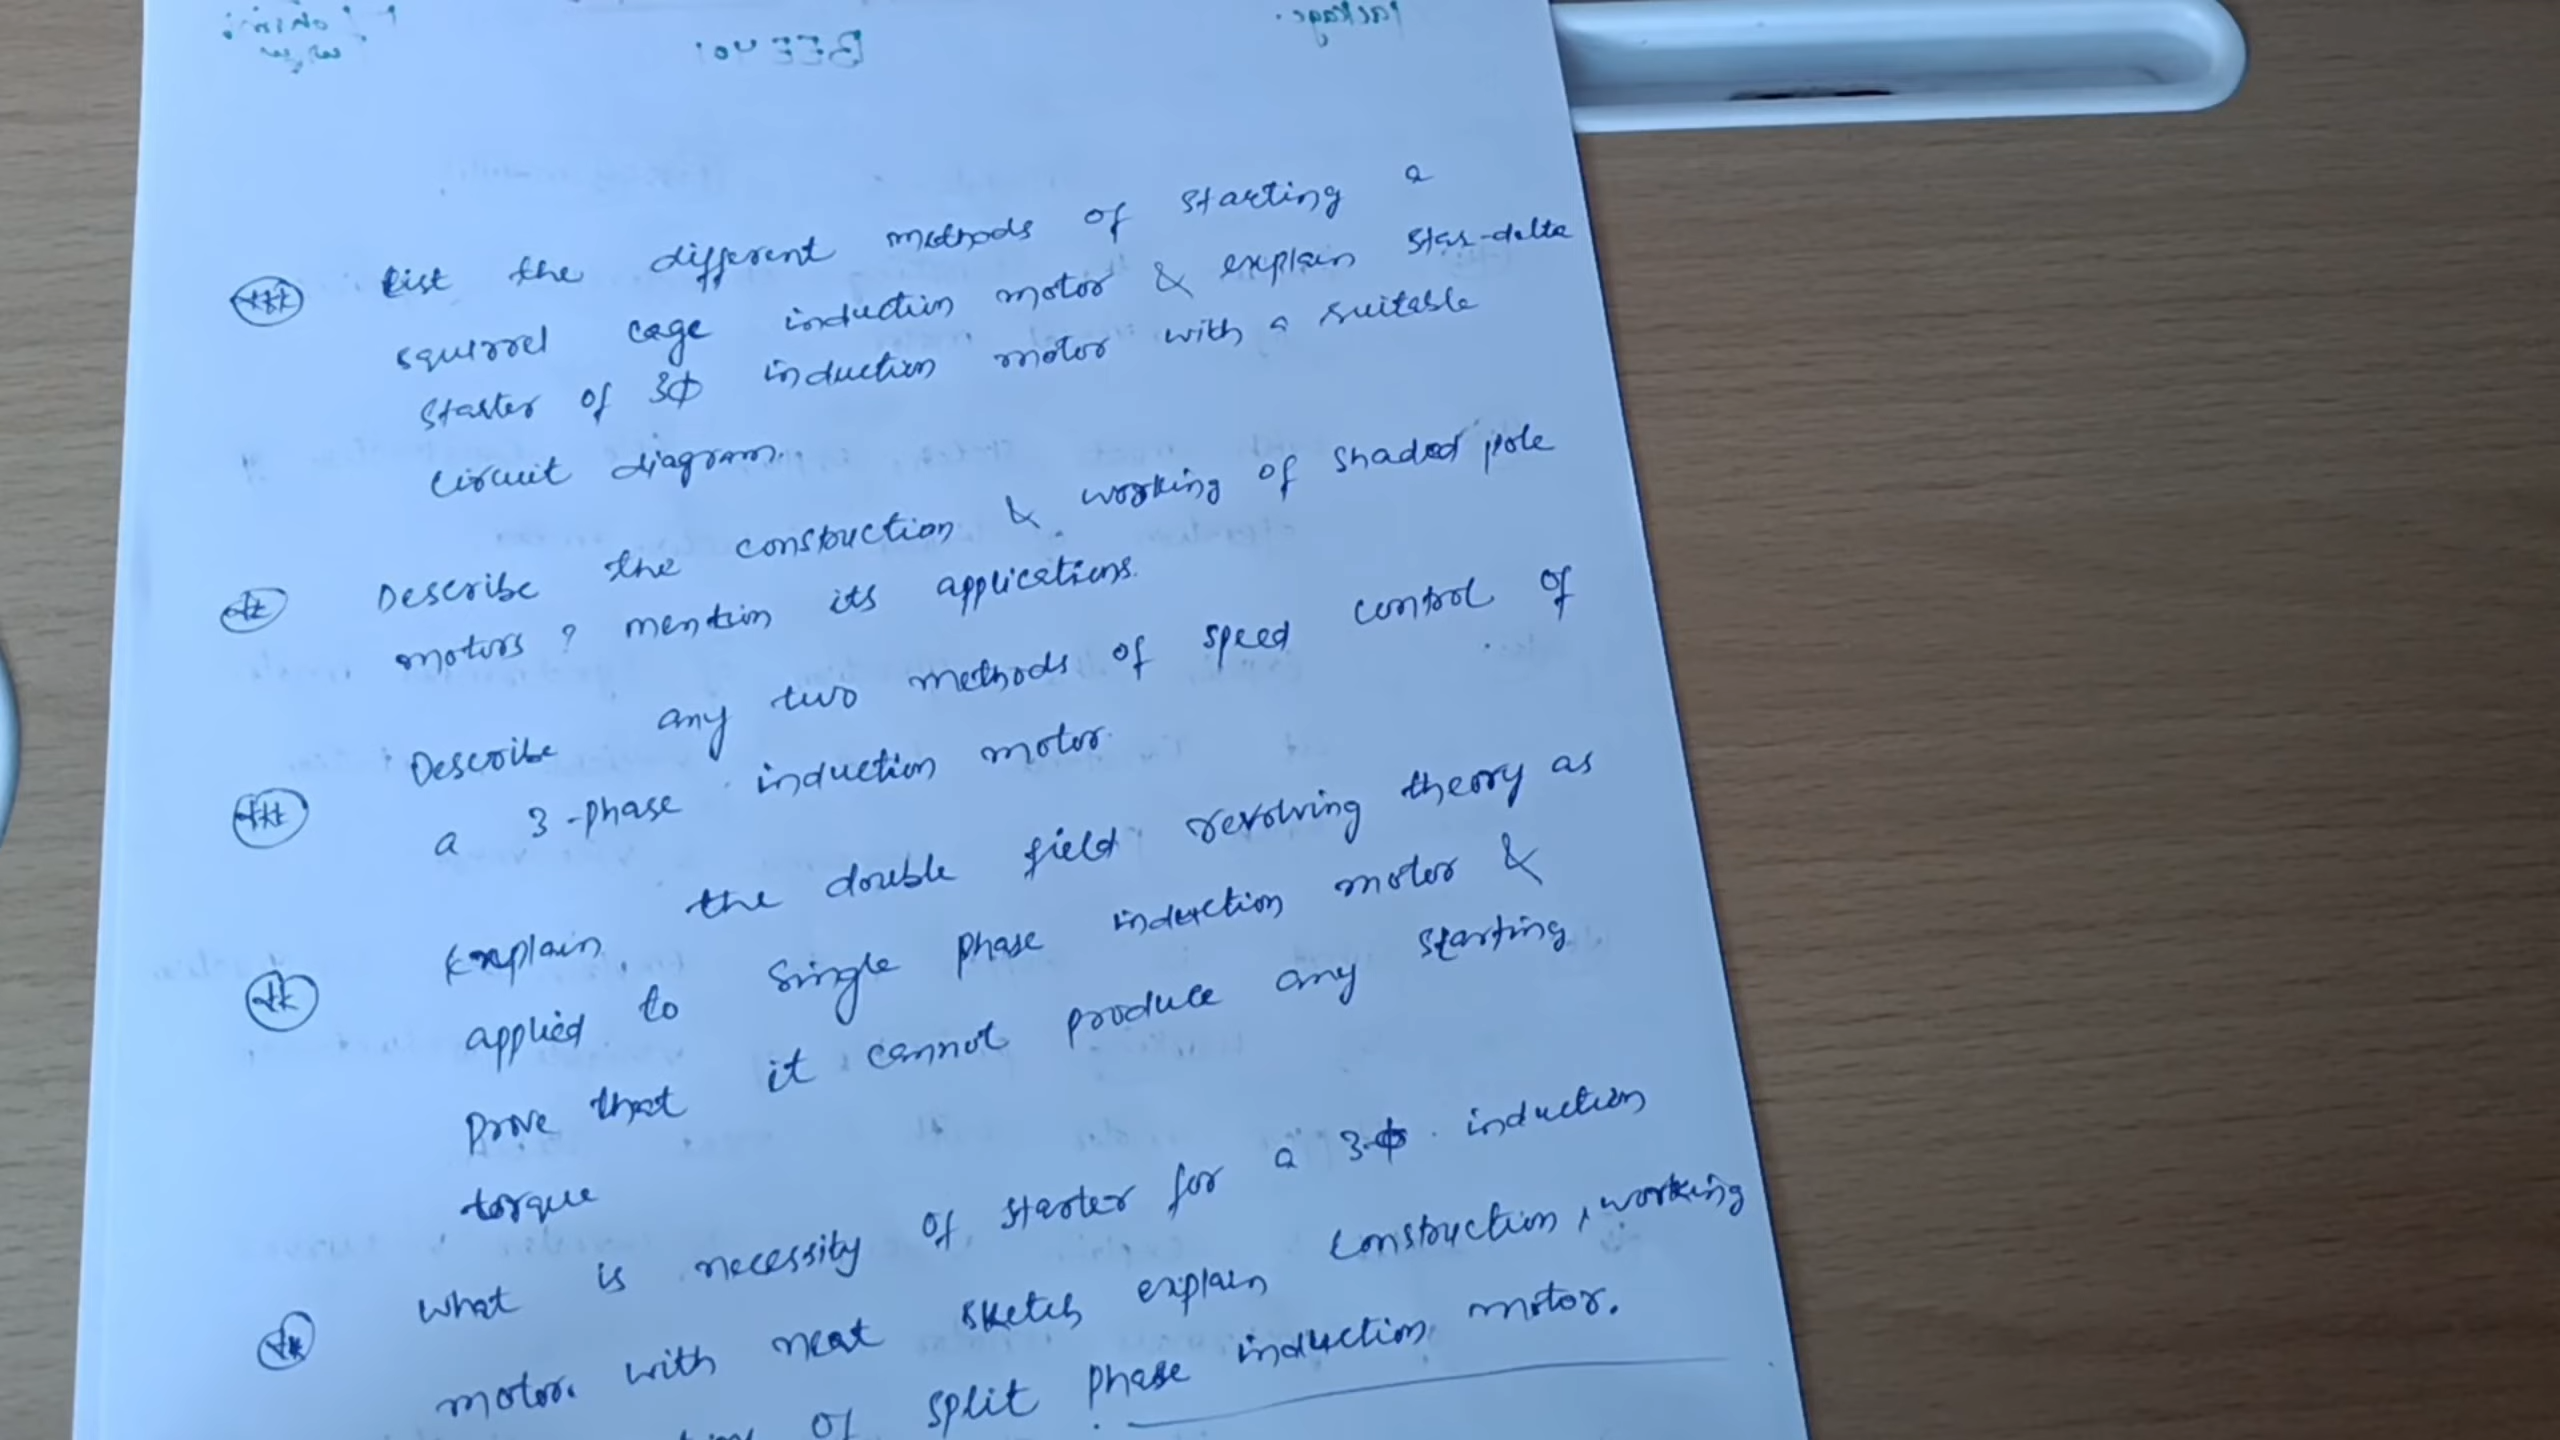 BEE401
package.
*** List the different methods of starting a
squirrel cage induction motor & explain star-delta
starter of 3ϕ induction motor with a suitable
circuit diagram.
** Describe the construction & working of shaded pole
motors ? mention its applications.
*** Describe any two methods of speed control of
a 3-phase induction motor.
** Explain the double field revolving theory as
applied to single phase induction motor &
prove that it cannot produce any starting
torque
** what is necessity of starter for a 3-ϕ induction
motor. with neat sketch explain construction, working
of split phase induction motor.